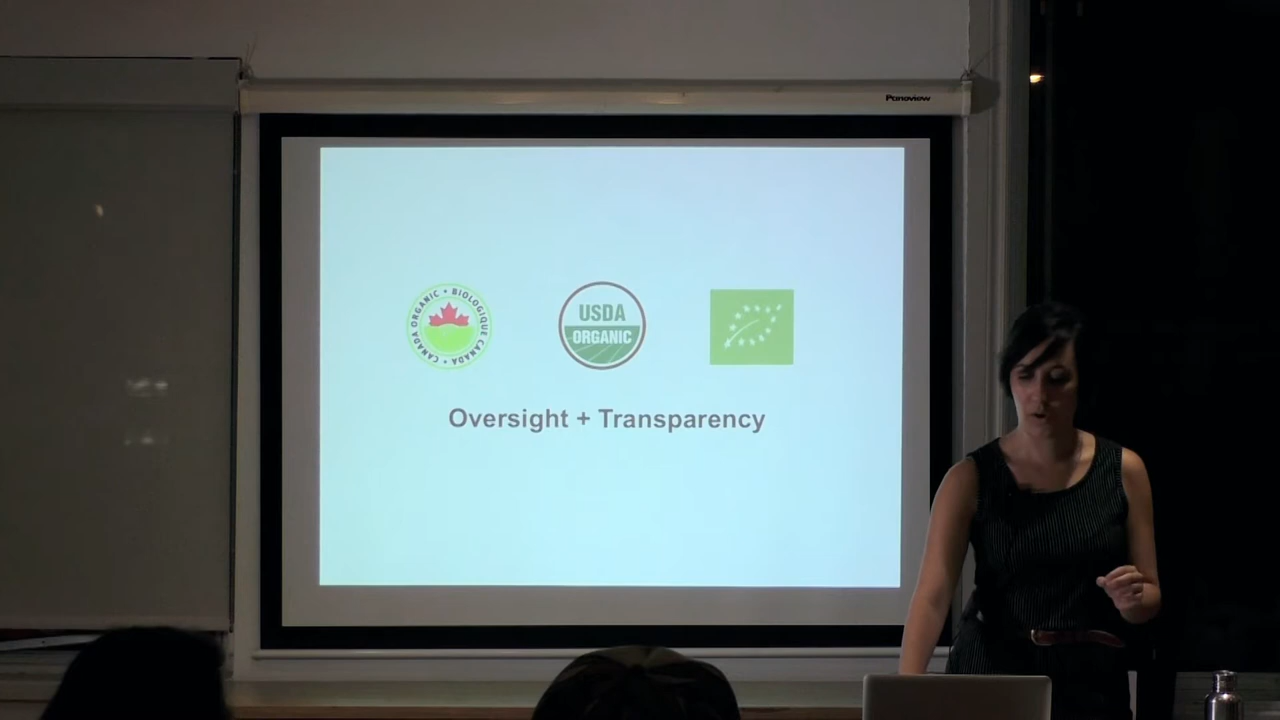 Panoview
CANADA ORGANIC • BIOLOGIQUE CANADA •
USDA
ORGANIC
Oversight + Transparency